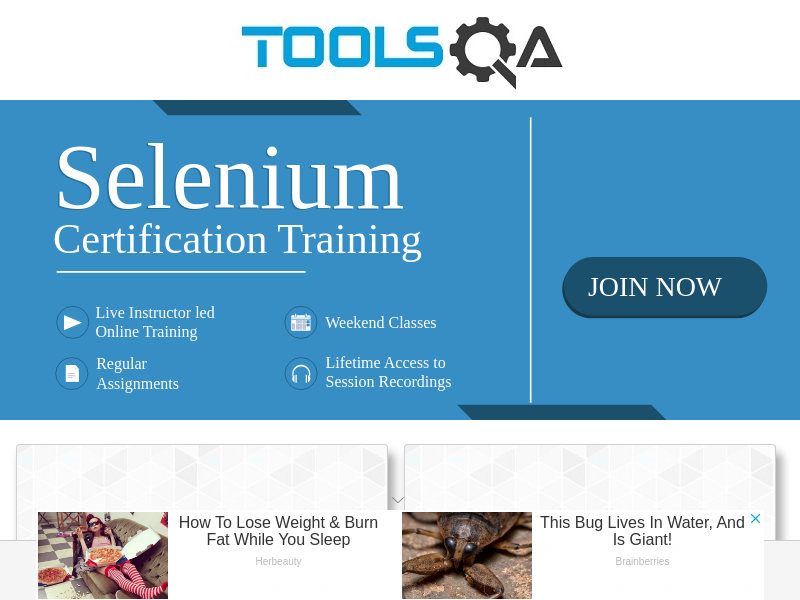 TOOLSQA
Selenium
Certification Training
JOIN NOW
Live Instructor led
Online Training
Weekend Classes
Regular
Assignments
Lifetime Access to
Session Recordings
How To Lose Weight & Burn
Fat While You Sleep
Herbeauty
This Bug Lives In Water, And
Is Giant!
Brainberries